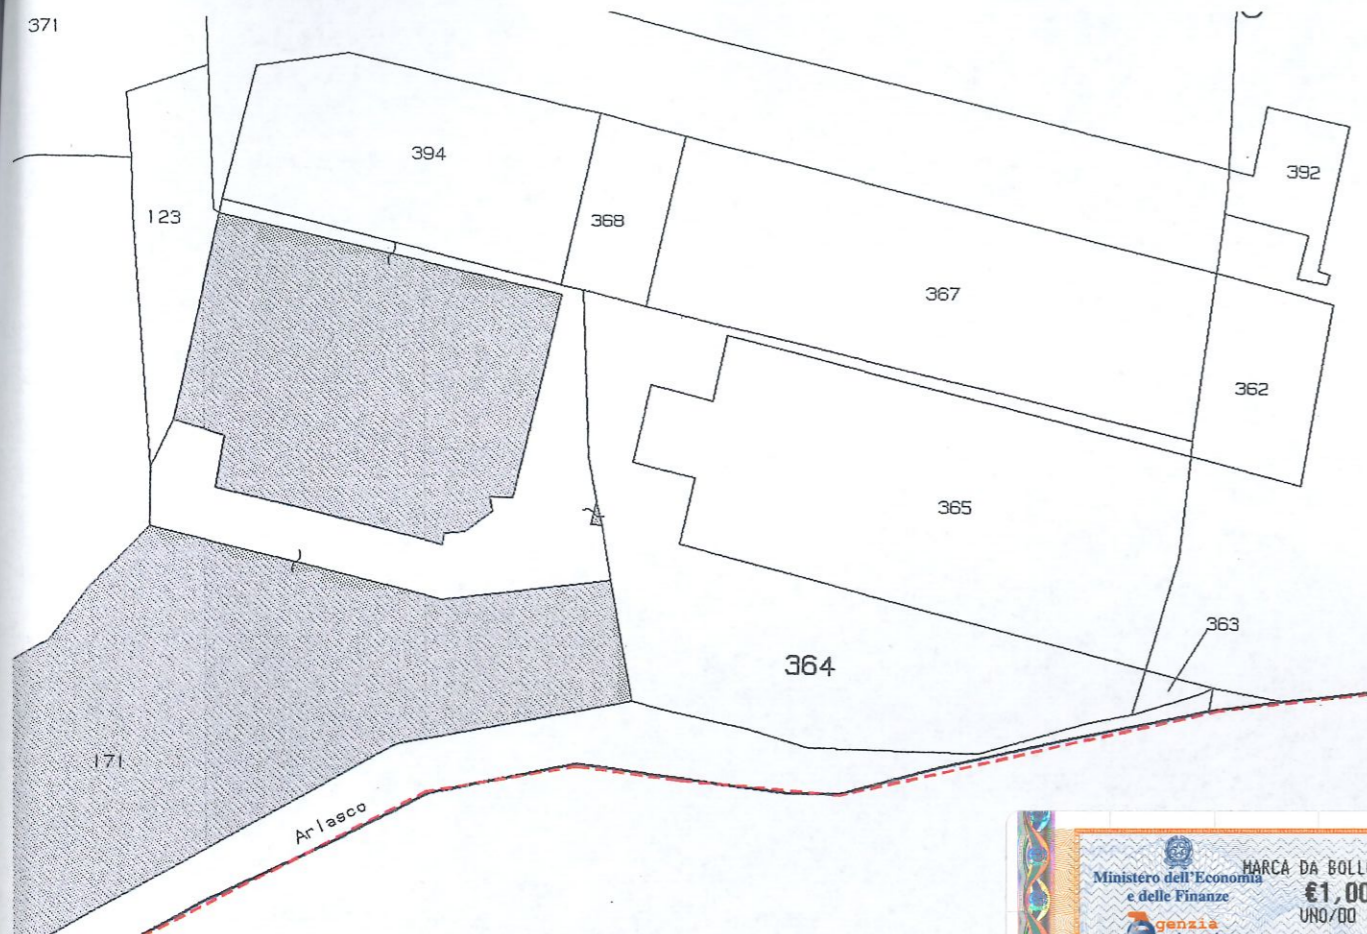 371
394
392
123
368
367
362
365
363
364
171
Arlasco
Ministero dell'Economia
e delle Finanze
MARCA DA BOLL
€1,00
UNO/00
genzia